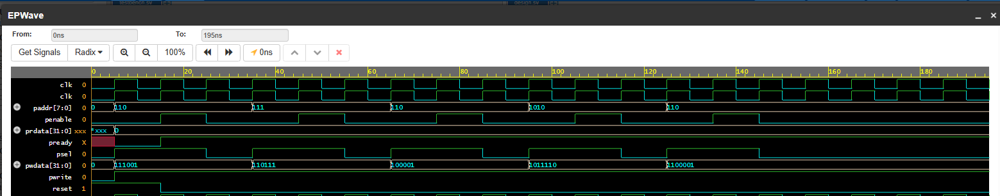 testbench.sv
design.sv
EPWave
From: 0ns To: 195ns
Get Signals Radix 100% 0ns
0 20 40 60 80 100 120 140 160 180
clk 0
clk 0
paddr[7:0] 0 0 110 111 110 1010 110
penable 0
prdata[31:0] xxx *xxx 0
pready X
psel 0
pwdata[31:0] 0 0 111001 110111 100001 1011110 1100001
pwrite 0
reset 1